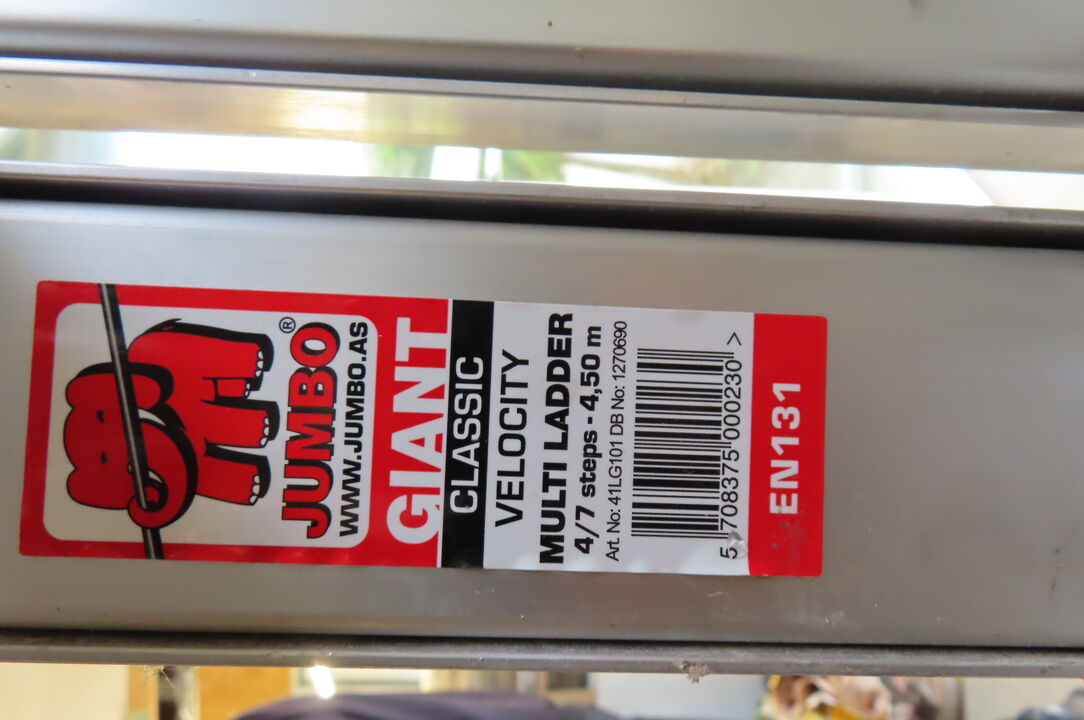 ®
JUMBO
WWW.JUMBO.AS
GIANT
CLASSIC
VELOCITY
MULTI LADDER
4/7 steps - 4,50 m
Art. No: 41LG101 DB No: 1270690
5 708375 000230 >
EN131